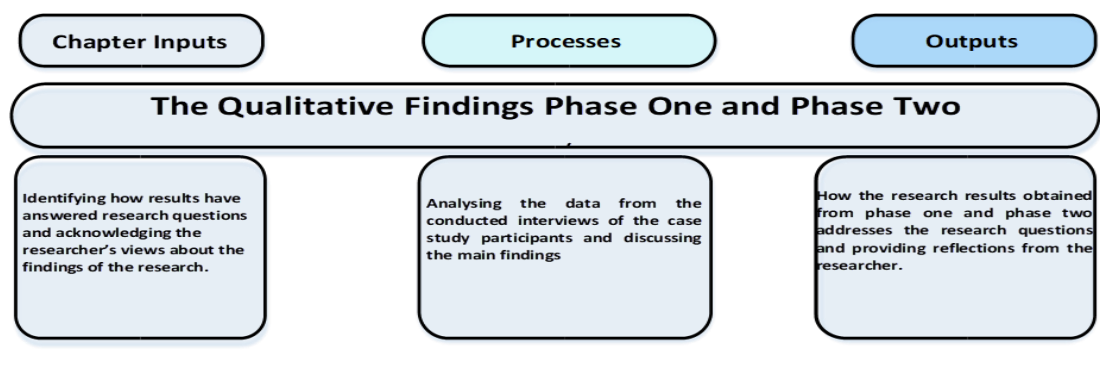 Chapter Inputs
Processes
Outputs
The Qualitative Findings Phase One and Phase Two
Identifying how results have
answered research questions
and acknowledging the
researcher's views about the
findings of the research.
Analysing the data from the
conducted interviews of the case
study participants and discussing
the main findings
How the research results obtained
from phase one and phase two
addresses the research questions
and providing reflections from the
researcher.